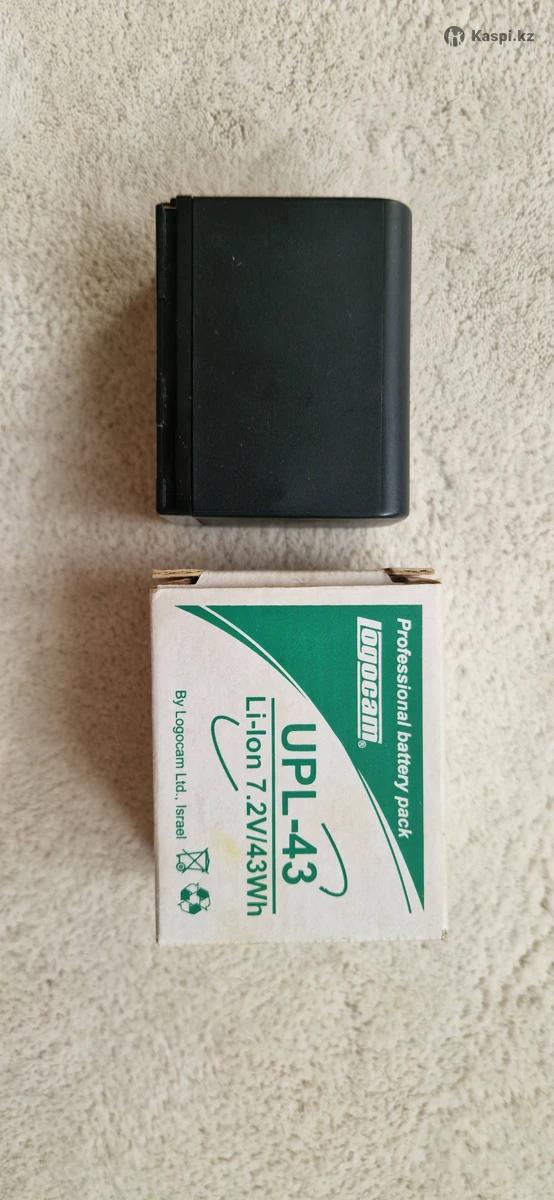 Kaspi.kz
Professional battery pack
logocam®
UPL-43
Li-Ion 7.2V/43Wh
By Logocam Ltd., Israel